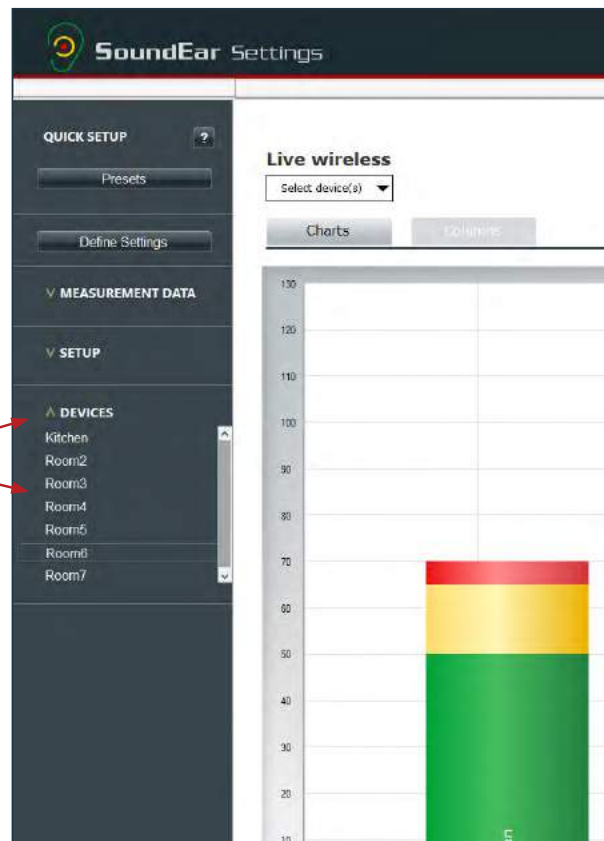 SoundEar Settings
QUICK SETUP ?
Presets
Define Settings
V MEASUREMENT DATA
V SETUP
Λ DEVICES
Kitchen
Room2
Room3
Room4
Room5
Room6
Room7
Live wireless
Select device(s)
Charts Columns
130
120
110
100
90
80
70
60
50
40
30
20
10